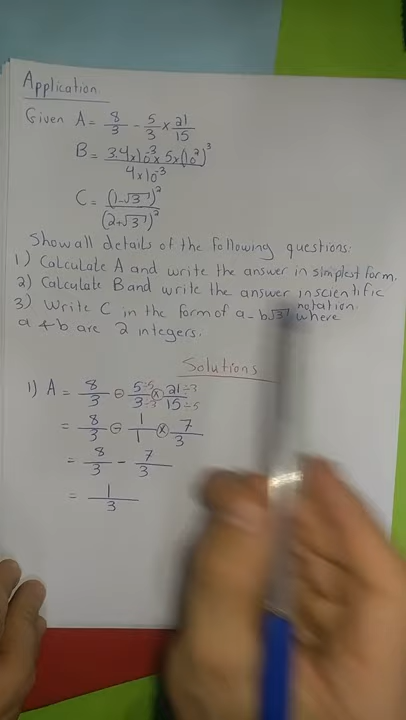 Application
Given A = 8/3 - 5/3 × 21/15
B = 3.4×10⁻³ × 5×(10²)³ / 4×10⁻³
C = (1-√3)² / (2+√3)²
Show all details of the following questions:
1) Calculate A and write the answer in simplest form.
2) Calculate B and write the answer in scientific notation.
3) Write C in the form of a - b√3 where
a & b are 2 integers.
Solutions
1) A = 8/3 - 5÷5/3÷3 × 21÷3/15÷5
= 8/3 - 1/1 × 7/3
= 8/3 - 7/3
= 1/3